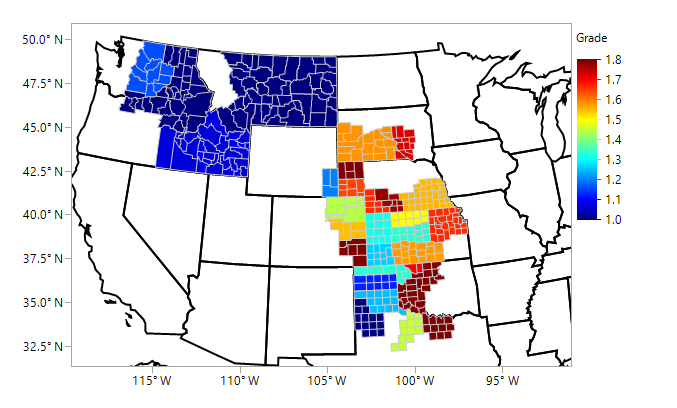 50.0° N
47.5° N
45.0° N
42.5° N
40.0° N
37.5° N
35.0° N
32.5° N
115° W
110° W
105° W
100° W
95° W
Grade
1.8
1.7
1.6
1.5
1.4
1.3
1.2
1.1
1.0